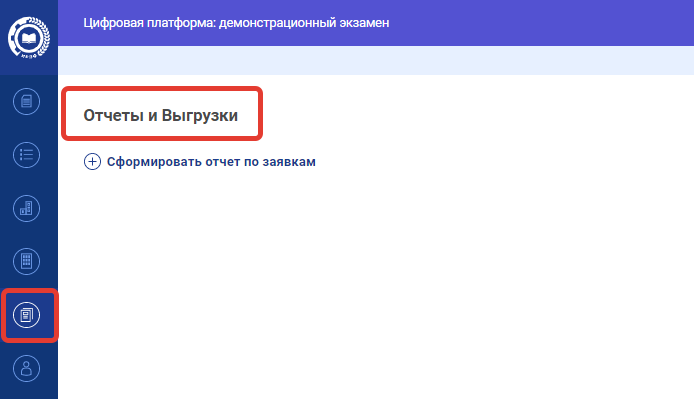 Цифровая платформа: демонстрационный экзамен
Отчеты и Выгрузки
Сформировать отчет по заявкам